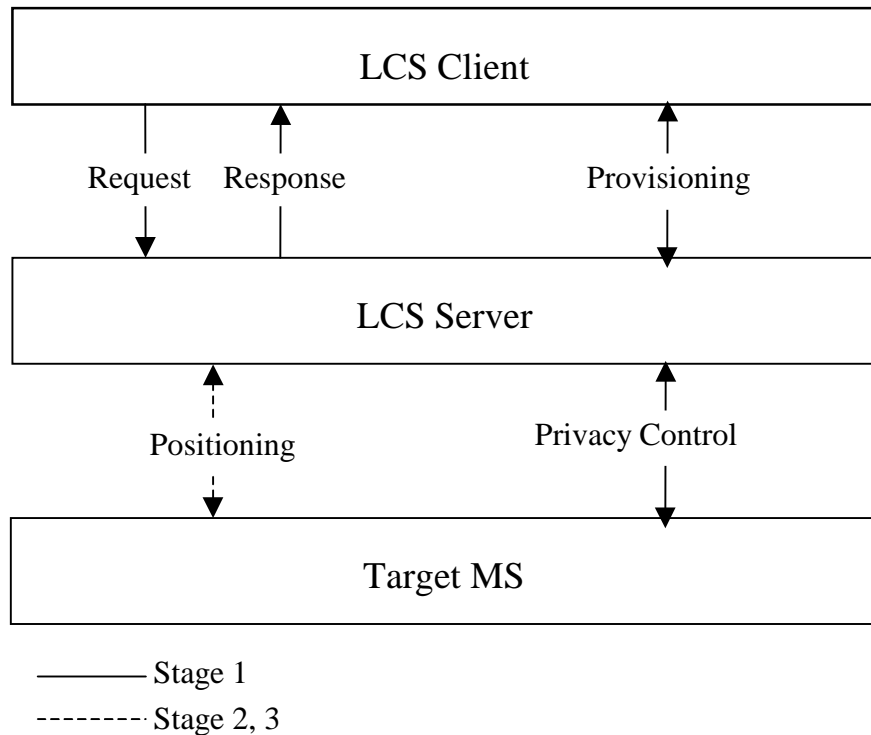 LCS Client
Request
Response
Provisioning
LCS Server
Positioning
Privacy Control
Target MS
Stage 1
Stage 2, 3